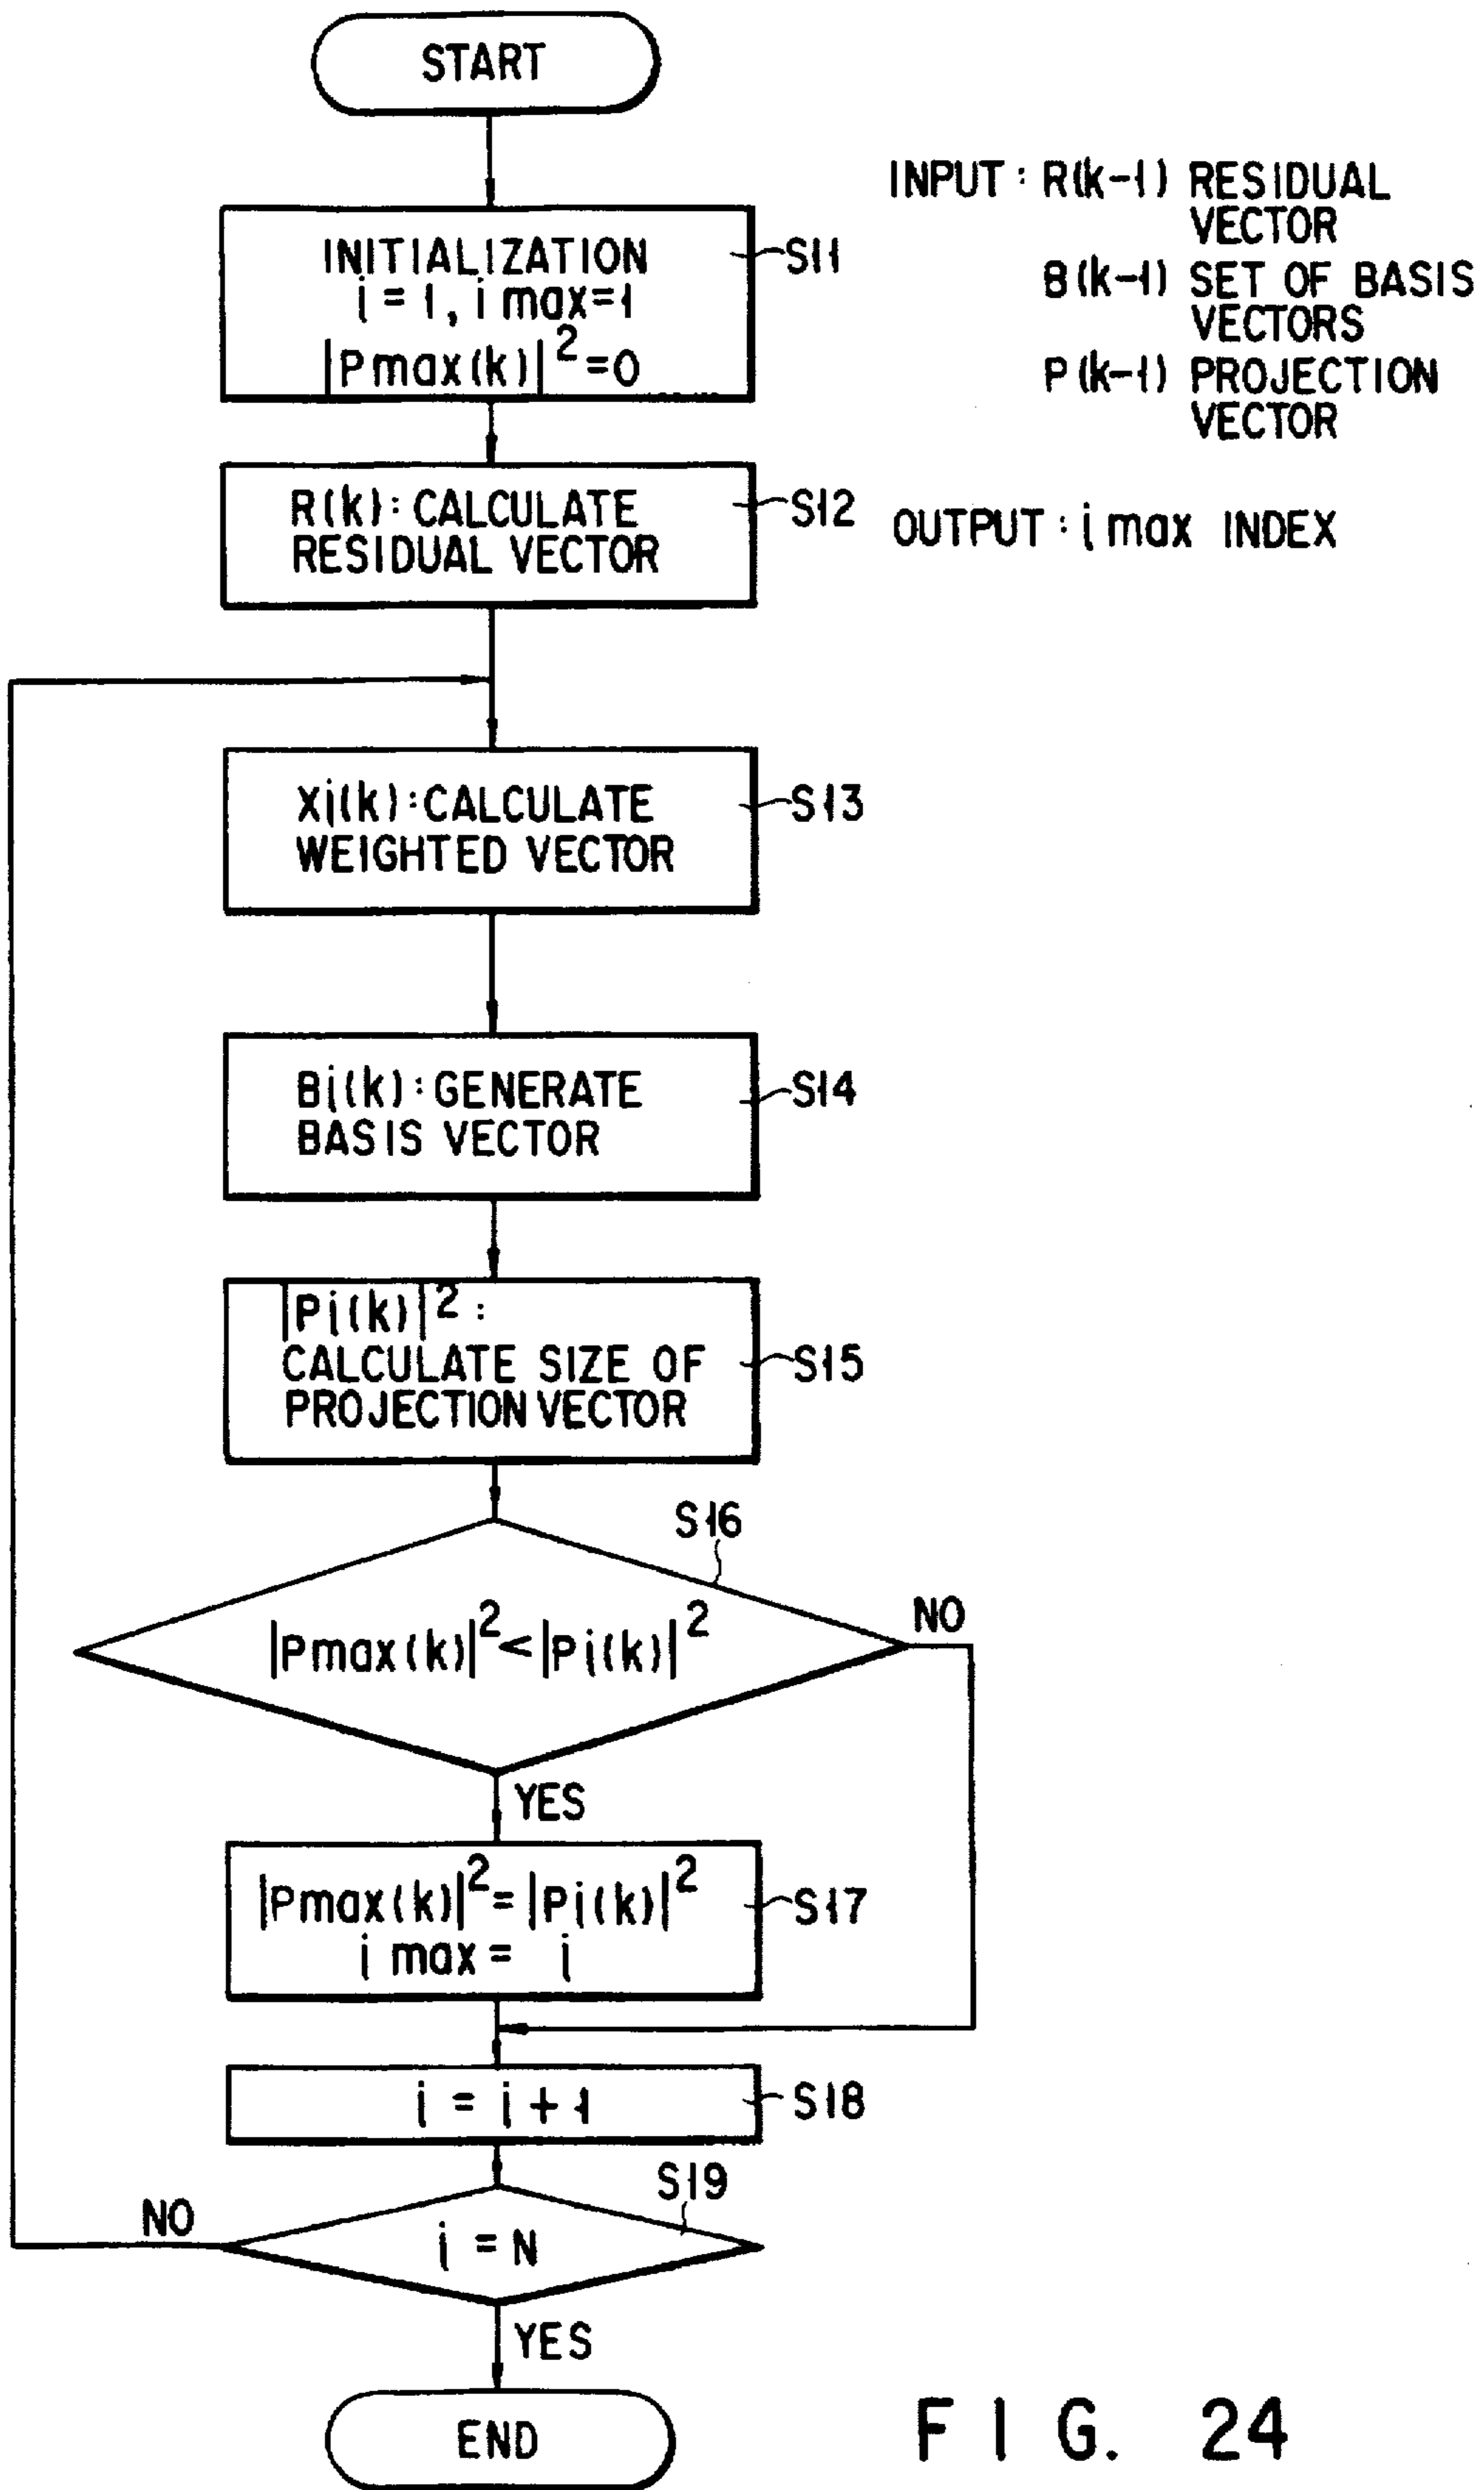 START
INPUT : R(k-1) RESIDUAL
VECTOR
B(k-1) SET OF BASIS
VECTORS
P(k-1) PROJECTION
VECTOR
INITIALIZATION
i = 1, i max=1
|Pmax(k)|²=0
S11
R(k): CALCULATE
RESIDUAL VECTOR
S12
OUTPUT : i max INDEX
Xi(k): CALCULATE
WEIGHTED VECTOR
S13
Bi(k): GENERATE
BASIS VECTOR
S14
|Pi(k)|² :
CALCULATE SIZE OF
PROJECTION VECTOR
S15
S16
|Pmax(k)|²<|Pi(k)|²
NO
YES
|Pmax(k)|²=|Pi(k)|²
i max = i
S17
i = i + 1
S18
S19
NO
i = N
YES
END
FIG. 24